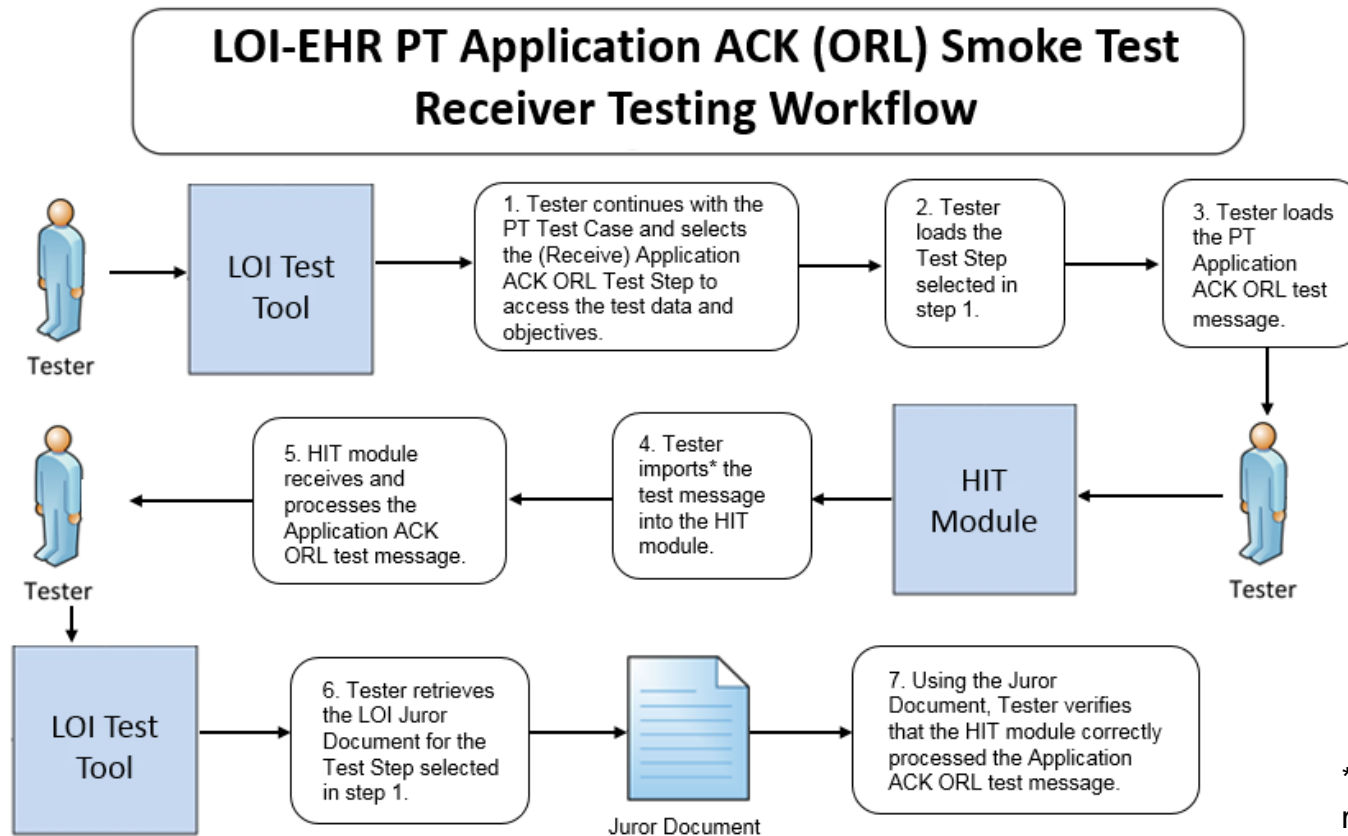 LOI-EHR PT Application ACK (ORL) Smoke Test
Receiver Testing Workflow
Tester
LOI Test
Tool
1. Tester continues with the
PT Test Case and selects
the (Receive) Application
ACK ORL Test Step to
access the test data and
objectives.
2. Tester
loads the
Test Step
selected in
step 1.
3. Tester loads
the PT
Application
ACK ORL test
message.
Tester
HIT
Module
4. Tester
imports* the
test message
into the HIT
module.
5. HIT module
receives and
processes the
Application ACK
ORL test message.
Tester
LOI Test
Tool
6. Tester retrieves
the LOI Juror
Document for the
Test Step selected
in step 1.
Juror Document
7. Using the Juror
Document, Tester verifies
that the HIT module correctly
processed the Application
ACK ORL test message.
*